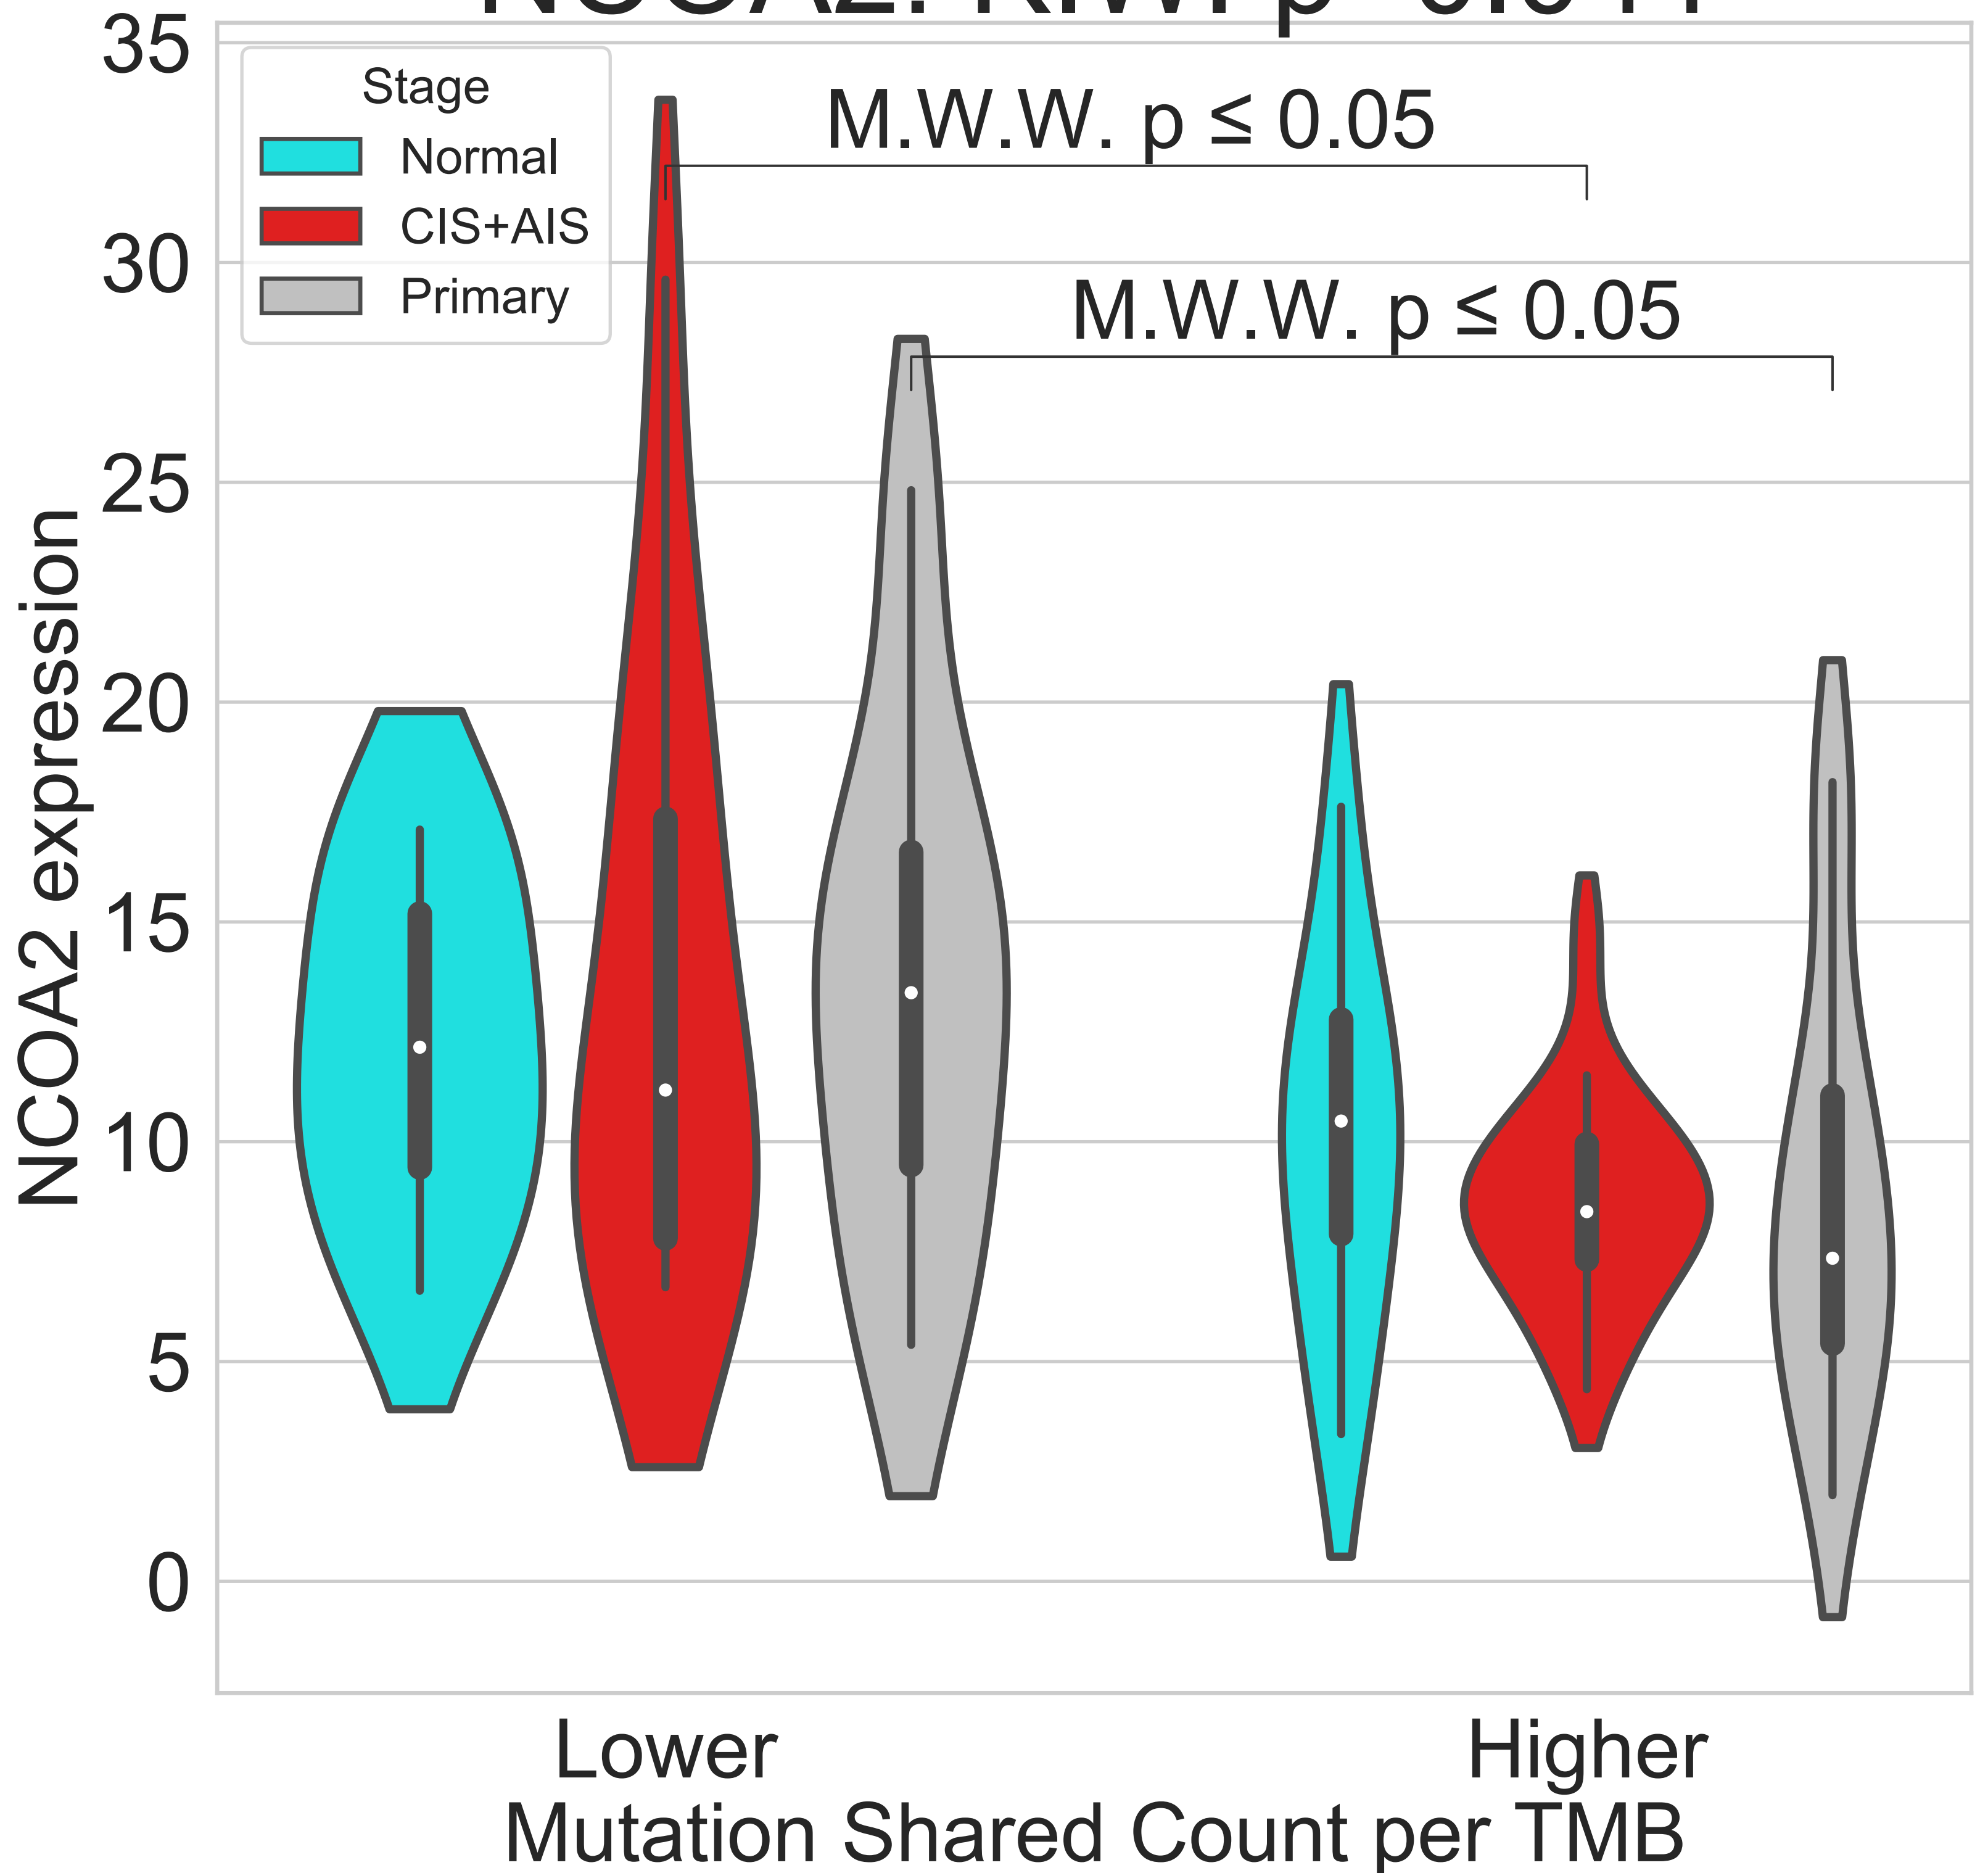 35
30
25
20
15
10
5
0
NCOA2 expression
Stage
Normal
CIS+AIS
Primary
M.W.W. p ≤ 0.05
M.W.W. p ≤ 0.05
Lower
Higher
Mutation Shared Count per TMB